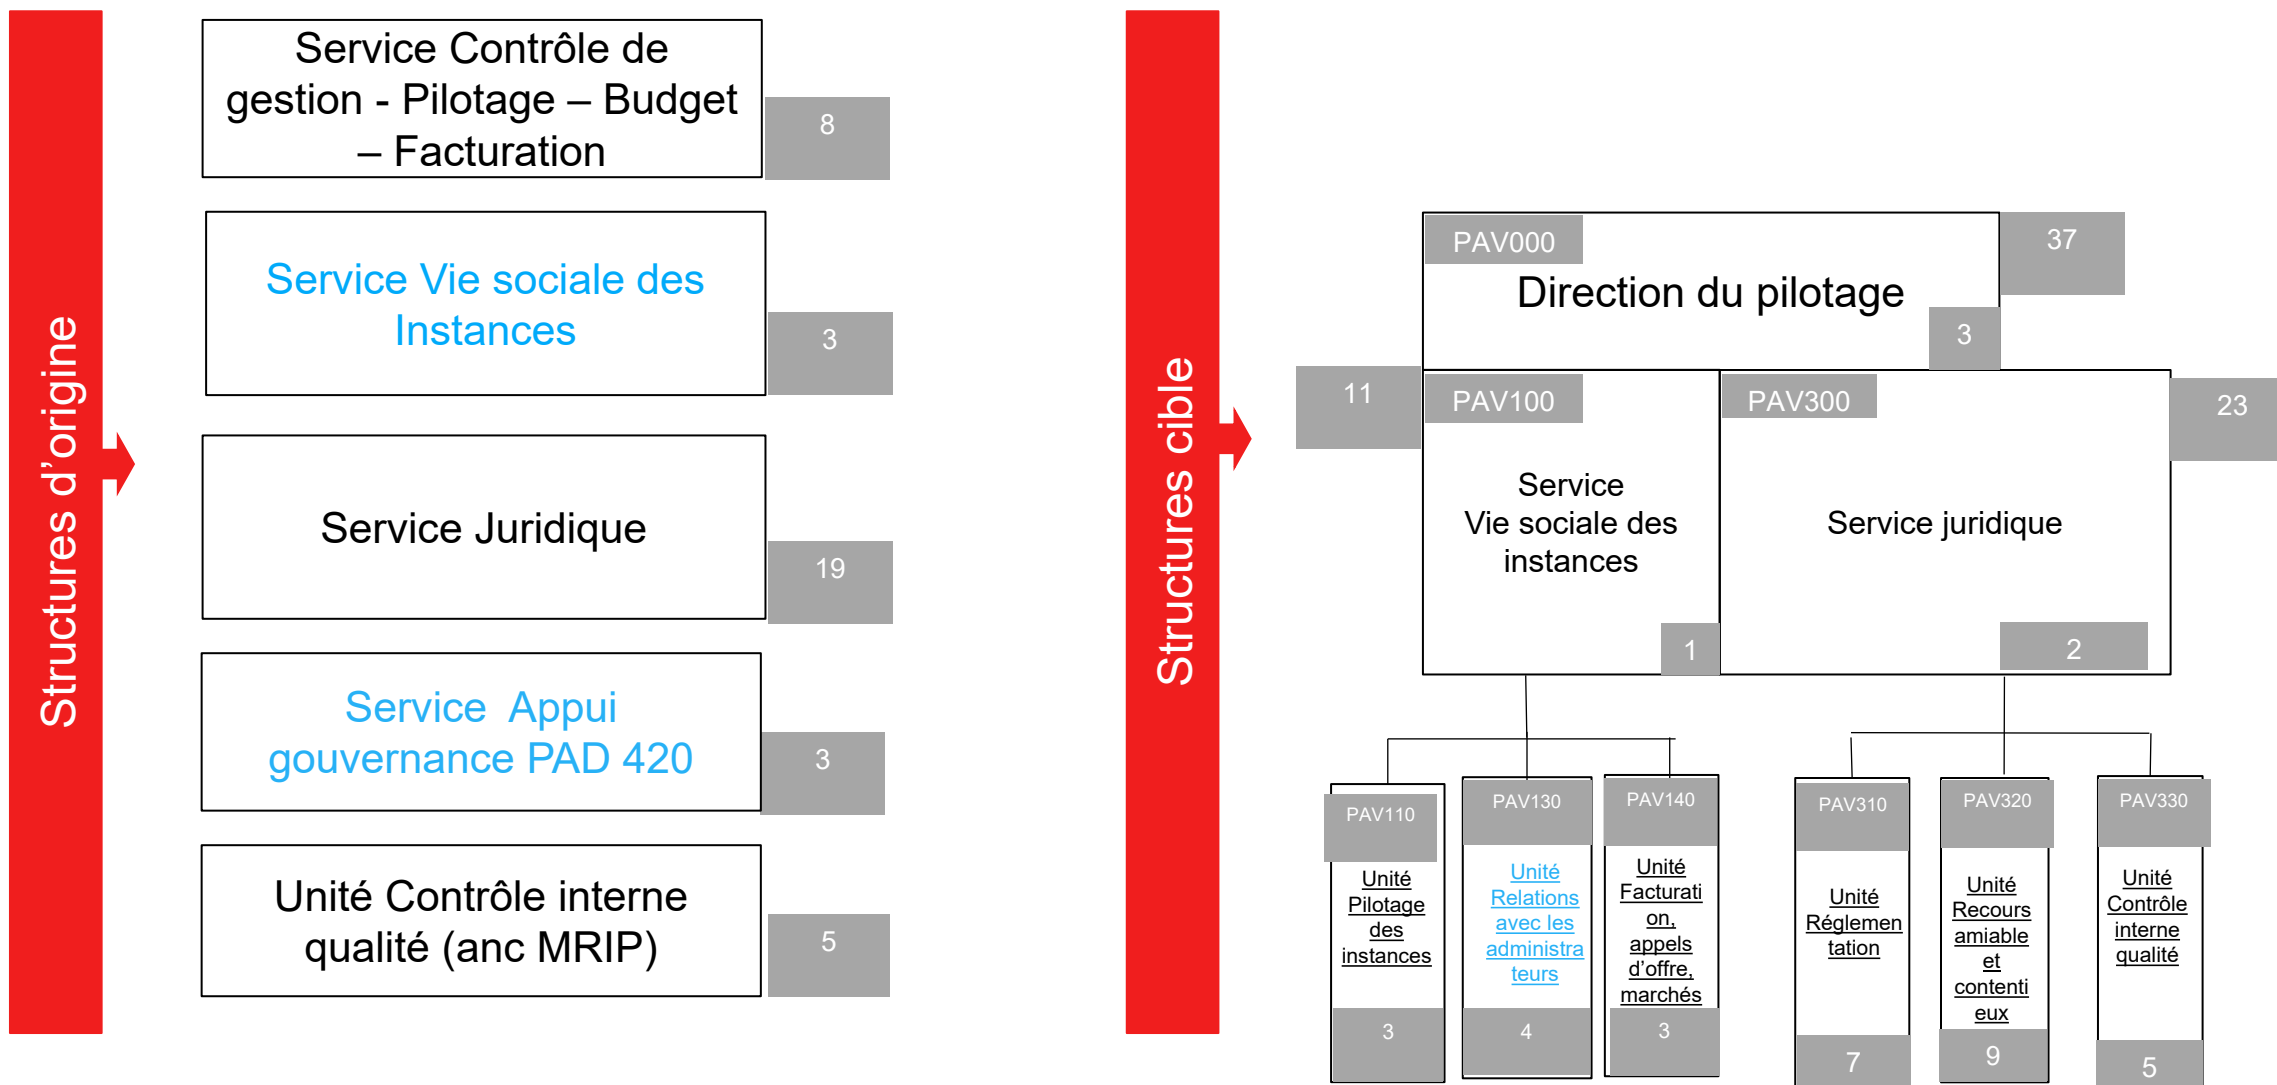 Structures d’origine
Service Contrôle de
gestion - Pilotage – Budget
– Facturation
8
Service Vie sociale des
Instances
3
Service Juridique
19
Service  Appui
gouvernance PAD 420
3
Unité Contrôle interne
qualité (anc MRIP)
5
Structures cible
PAV000
37
Direction du pilotage
3
11
PAV100
Service
Vie sociale des
instances
1
PAV300
23
Service juridique
2
PAV110
Unité
Pilotage
des
instances
3
PAV130
Unité
Relations
avec les
administra
teurs
4
PAV140
Unité
Facturati
on,
appels
d’offre,
marchés
3
PAV310
Unité
Réglemen
tation
7
PAV320
Unité
Recours
amiable
et
contenti
eux
9
PAV330
Unité
Contrôle
interne
qualité
5